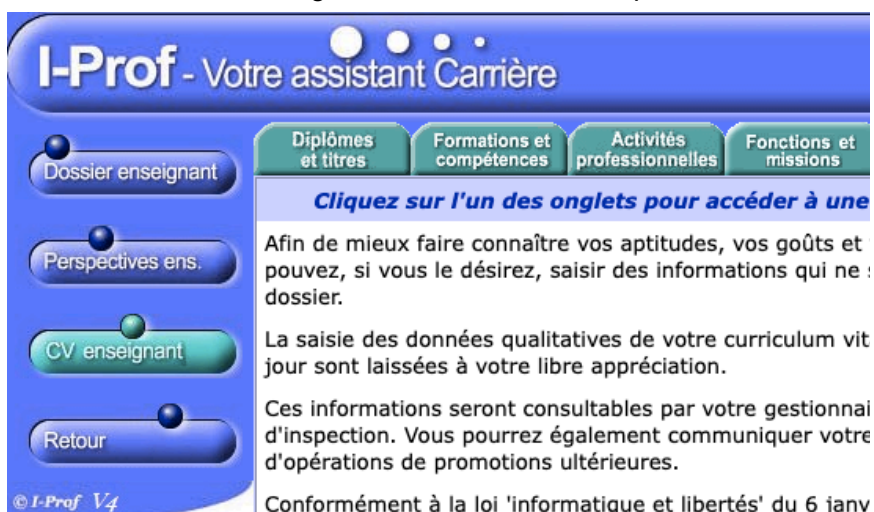 I-Prof - Votre assistant Carrière
Diplômes et titres
Formations et compétences
Activités professionnelles
Fonctions et missions
Dossier enseignant
Perspectives ens.
CV enseignant
Retour
© I-Prof V4
Cliquez sur l'un des onglets pour accéder à une
Afin de mieux faire connaître vos aptitudes, vos goûts et
pouvez, si vous le désirez, saisir des informations qui ne
dossier.
La saisie des données qualitatives de votre curriculum vit
jour sont laissées à votre libre appréciation.
Ces informations seront consultables par votre gestionnai
d'inspection. Vous pourrez également communiquer votre
d'opérations de promotions ultérieures.
Conformément à la loi 'informatique et libertés' du 6 janv